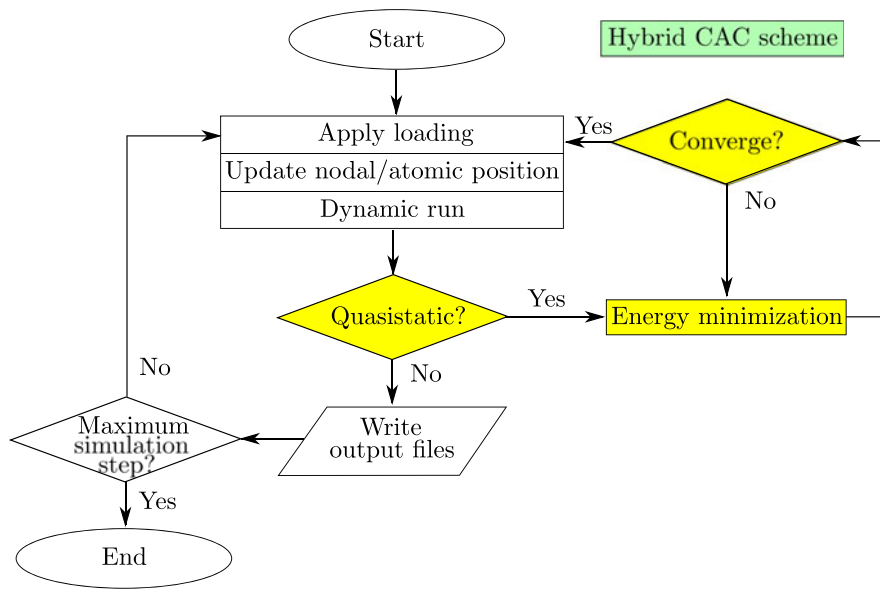 Start
Hybrid CAC scheme
Apply loading
Yes
Converge?
Update nodal/atomic position
Dynamic run
No
Quasistatic?
Yes
Energy minimization
No
No
Write
output files
Maximum
simulation
step?
Yes
End